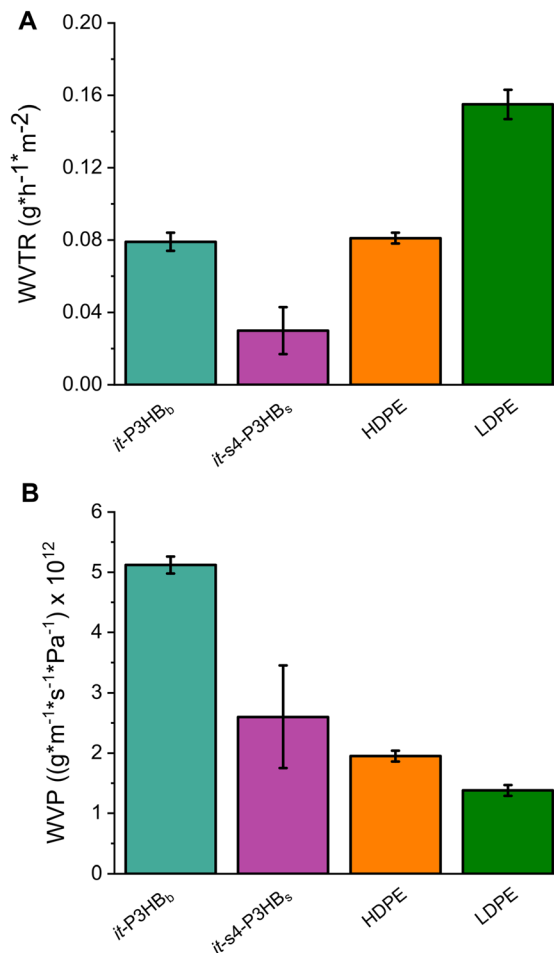 A
WVTR (g*h-1*m-2)
0.20
0.16
0.12
0.08
0.04
0.00
it-P3HBb
it-s4-P3HBs
HDPE
LDPE
B
WVP ((g*m⁻¹*s⁻¹*Pa⁻¹) x 10¹²
6
5
4
3
2
1
0
it-P3HBb
it-s4-P3HBs
HDPE
LDPE